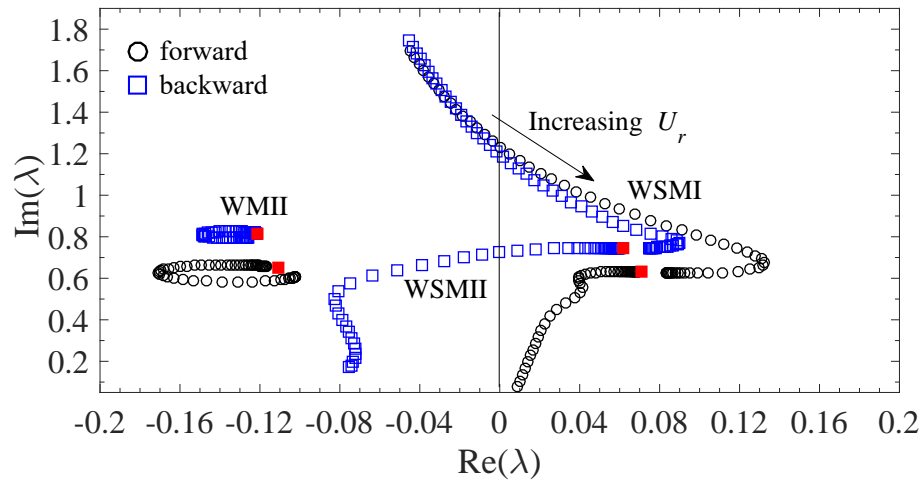 forward
backward
Increasing U_r
WSMI
WMII
WSMII
Im(λ)
1.8
1.6
1.4
1.2
1
0.8
0.6
0.4
0.2
-0.2 -0.16 -0.12 -0.08 -0.04 0 0.04 0.08 0.12 0.16 0.2
Re(λ)